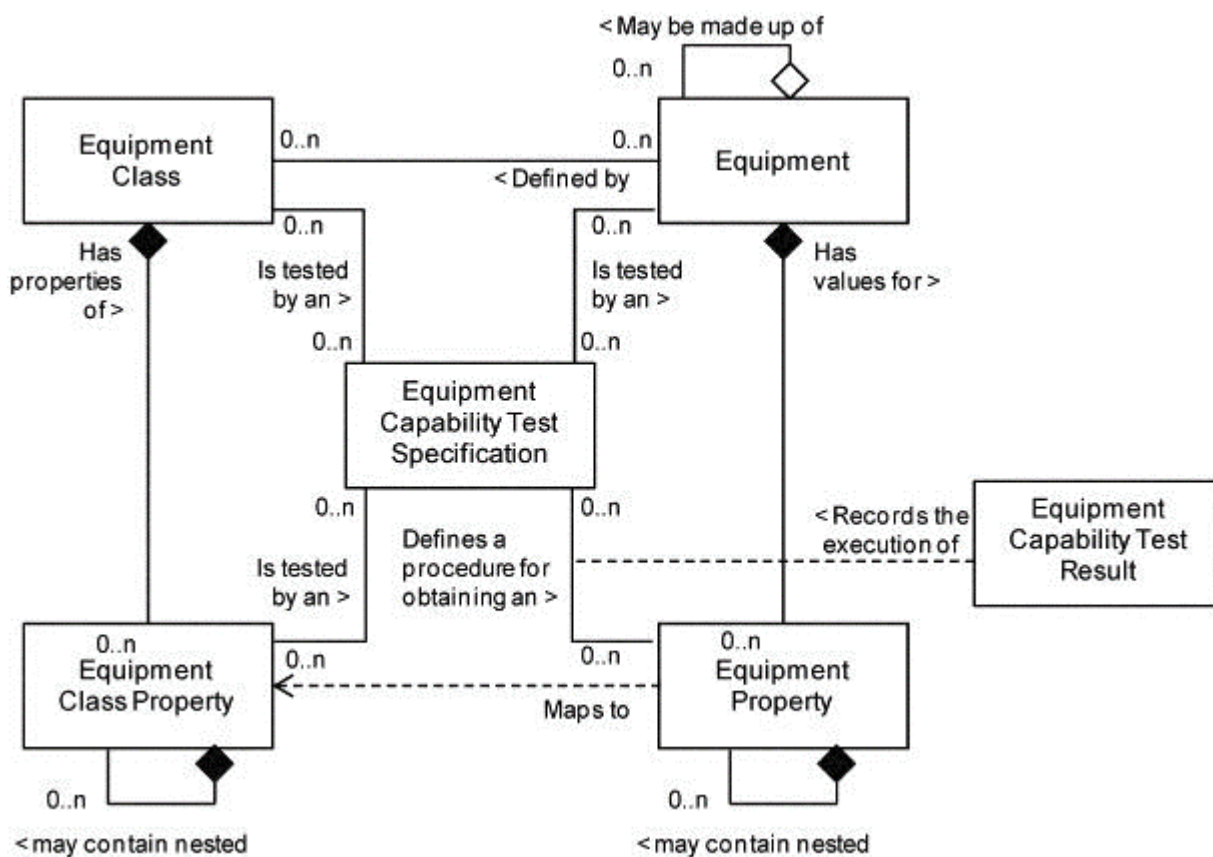 < May be made up of
0..n
Equipment
Class
0..n
0..n
Equipment
< Defined by
0..n
0..n
Has
properties
of >
Is tested
by an >
Is tested
by an >
Has
values for >
0..n
0..n
Equipment
Capability Test
Specification
0..n
0..n
< Records the
execution of
Equipment
Capability Test
Result
Defines a
procedure for
obtaining an >
Is tested
by an >
0..n
Equipment
Class Property
0..n
0..n
0..n
Equipment
Property
Maps to
0..n
0..n
< may contain nested
< may contain nested